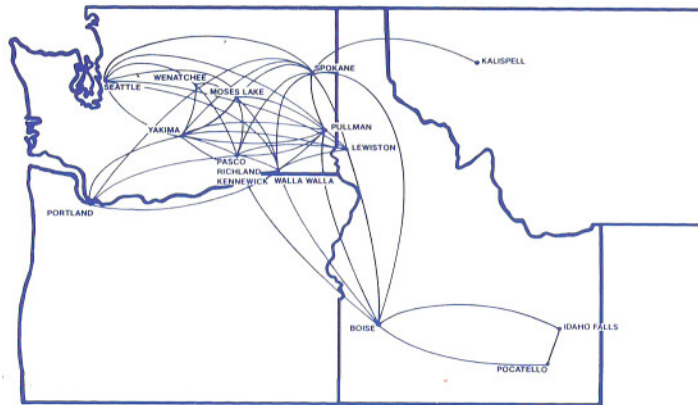 SPOKANE
KALISPELL
SEATTLE
WENATCHEE
MOSES LAKE
YAKIMA
PULLMAN
LEWISTON
PASCO
RICHLAND
KENNEWICK
WALLA WALLA
PORTLAND
BOISE
IDAHO FALLS
POCATELLO